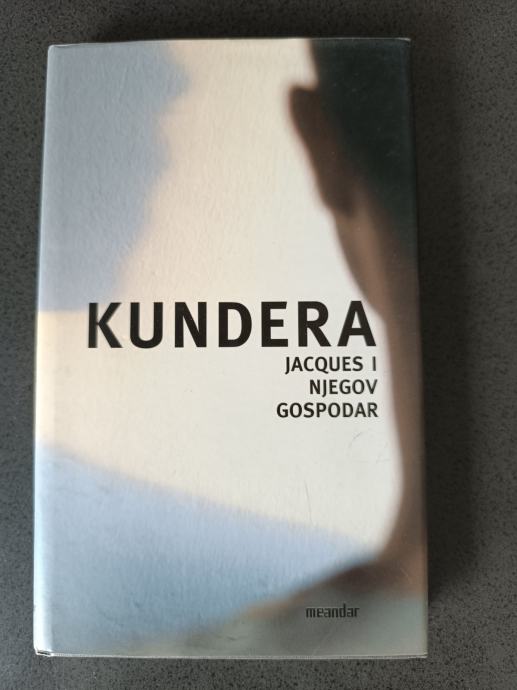 KUNDERA
JACQUES I
NJEGOV
GOSPODAR
meandar